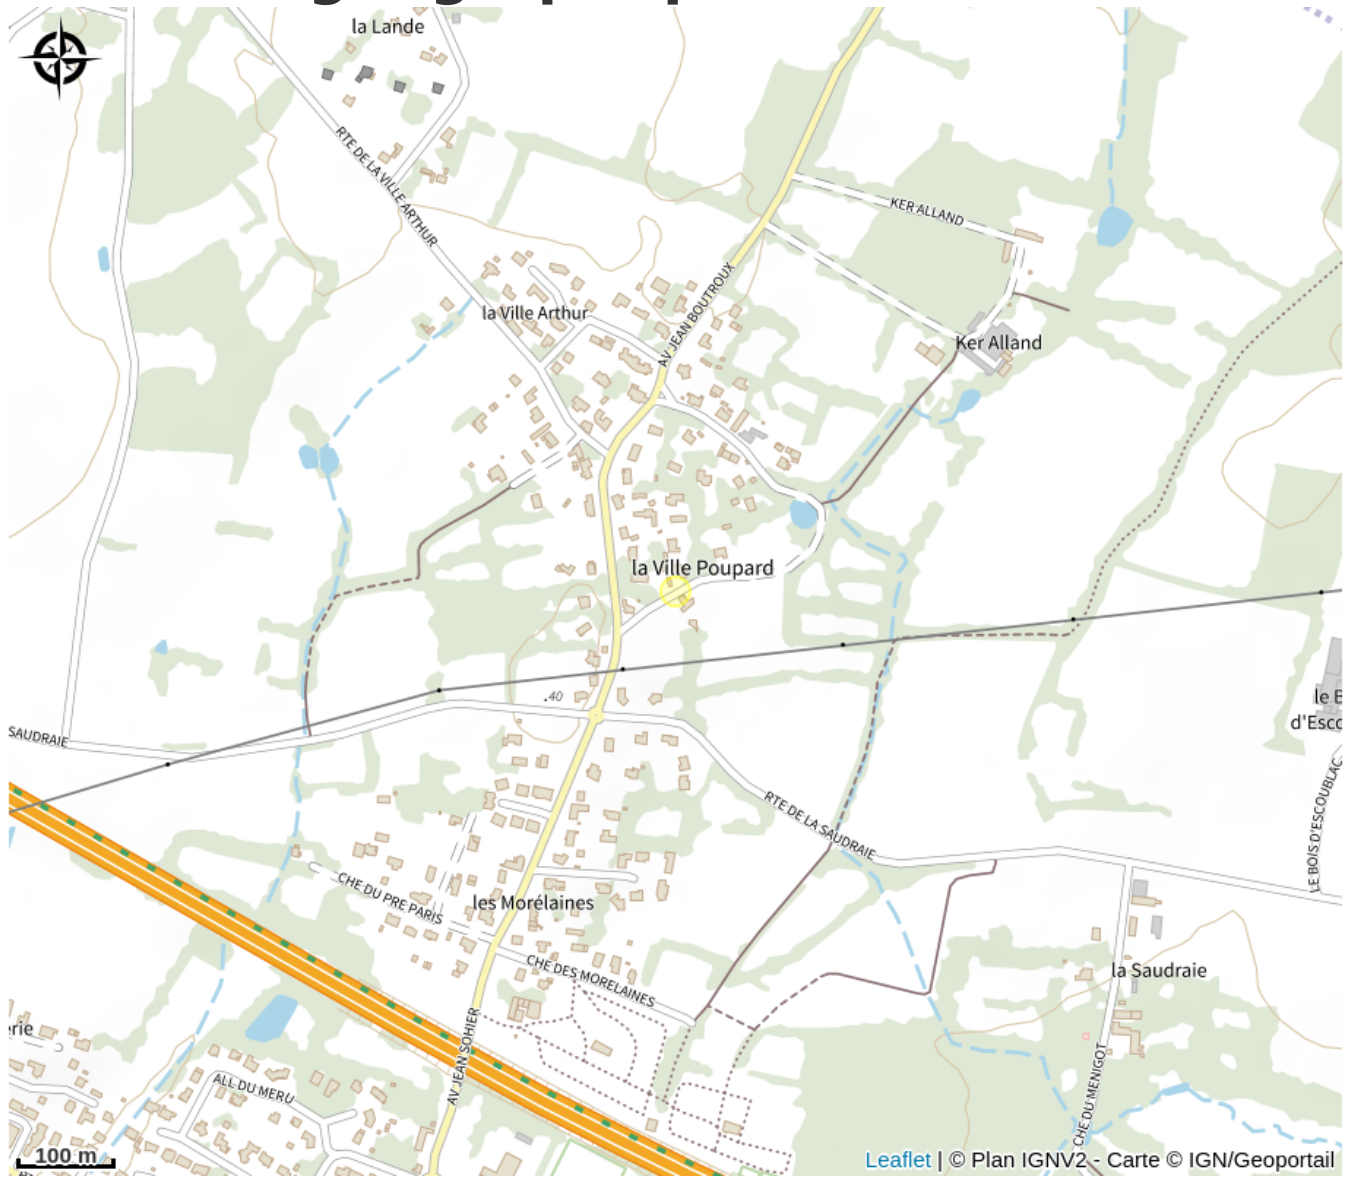 la Lande
RTE DE LA VILLE ARTHUR
KER ALLAND
AV JEAN BOUTROUX
la Ville Arthur
Ker Alland
la Ville Poupard
.40
le B
d'Esco
SAUDRAIE
LE BOIS D'ESCOUBLAC
RTE DE LA SAUDRAIE
CHE DU PRE PARIS
les Morélaines
CHE DES MORELAINES
la Saudraie
erie
AV JEAN SOHIER
ALL DU MERU
CHE DU MENIGOT
100 m
Leaflet | © Plan IGNV2 - Carte © IGN/Geoportail